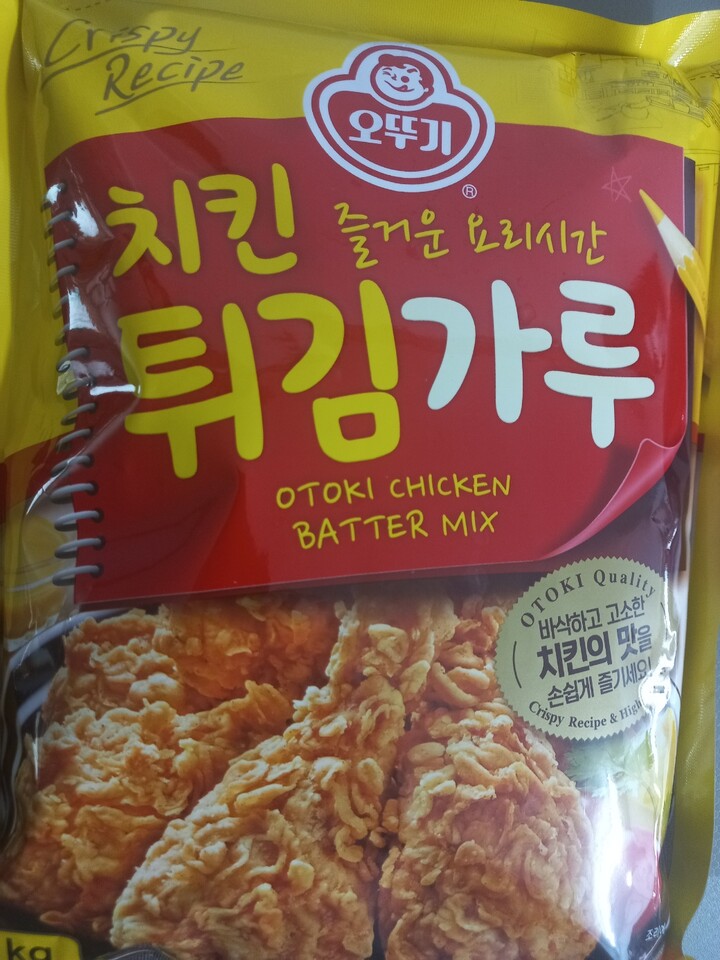 Crispy
Recipe
오뚜기
®
치킨 즐거운 요리시간
튀김가루
OTOKI CHICKEN
BATTER MIX
OTOKI Quality
바삭하고 고소한
치킨의 맛을
손쉽게 즐기세요!
Crispy Recipe & High
kg